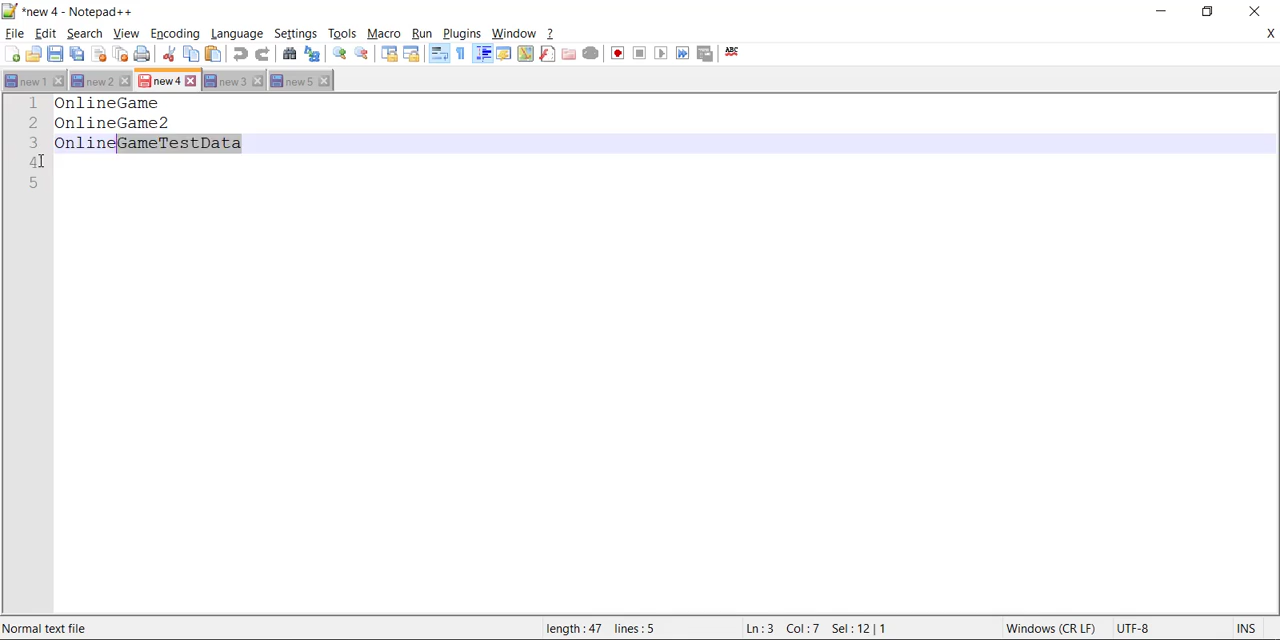 *new 4 - Notepad++
File Edit Search View Encoding Language Settings Tools Macro Run Plugins Window ? X
ABC
new 1 new 2 new 4 new 3 new 5
1 OnlineGame
2 OnlineGame2
3 OnlineGameTestData
4
5
Normal text file length : 47 lines : 5 Ln : 3 Col : 7 Sel : 12 | 1 Windows (CR LF) UTF-8 INS